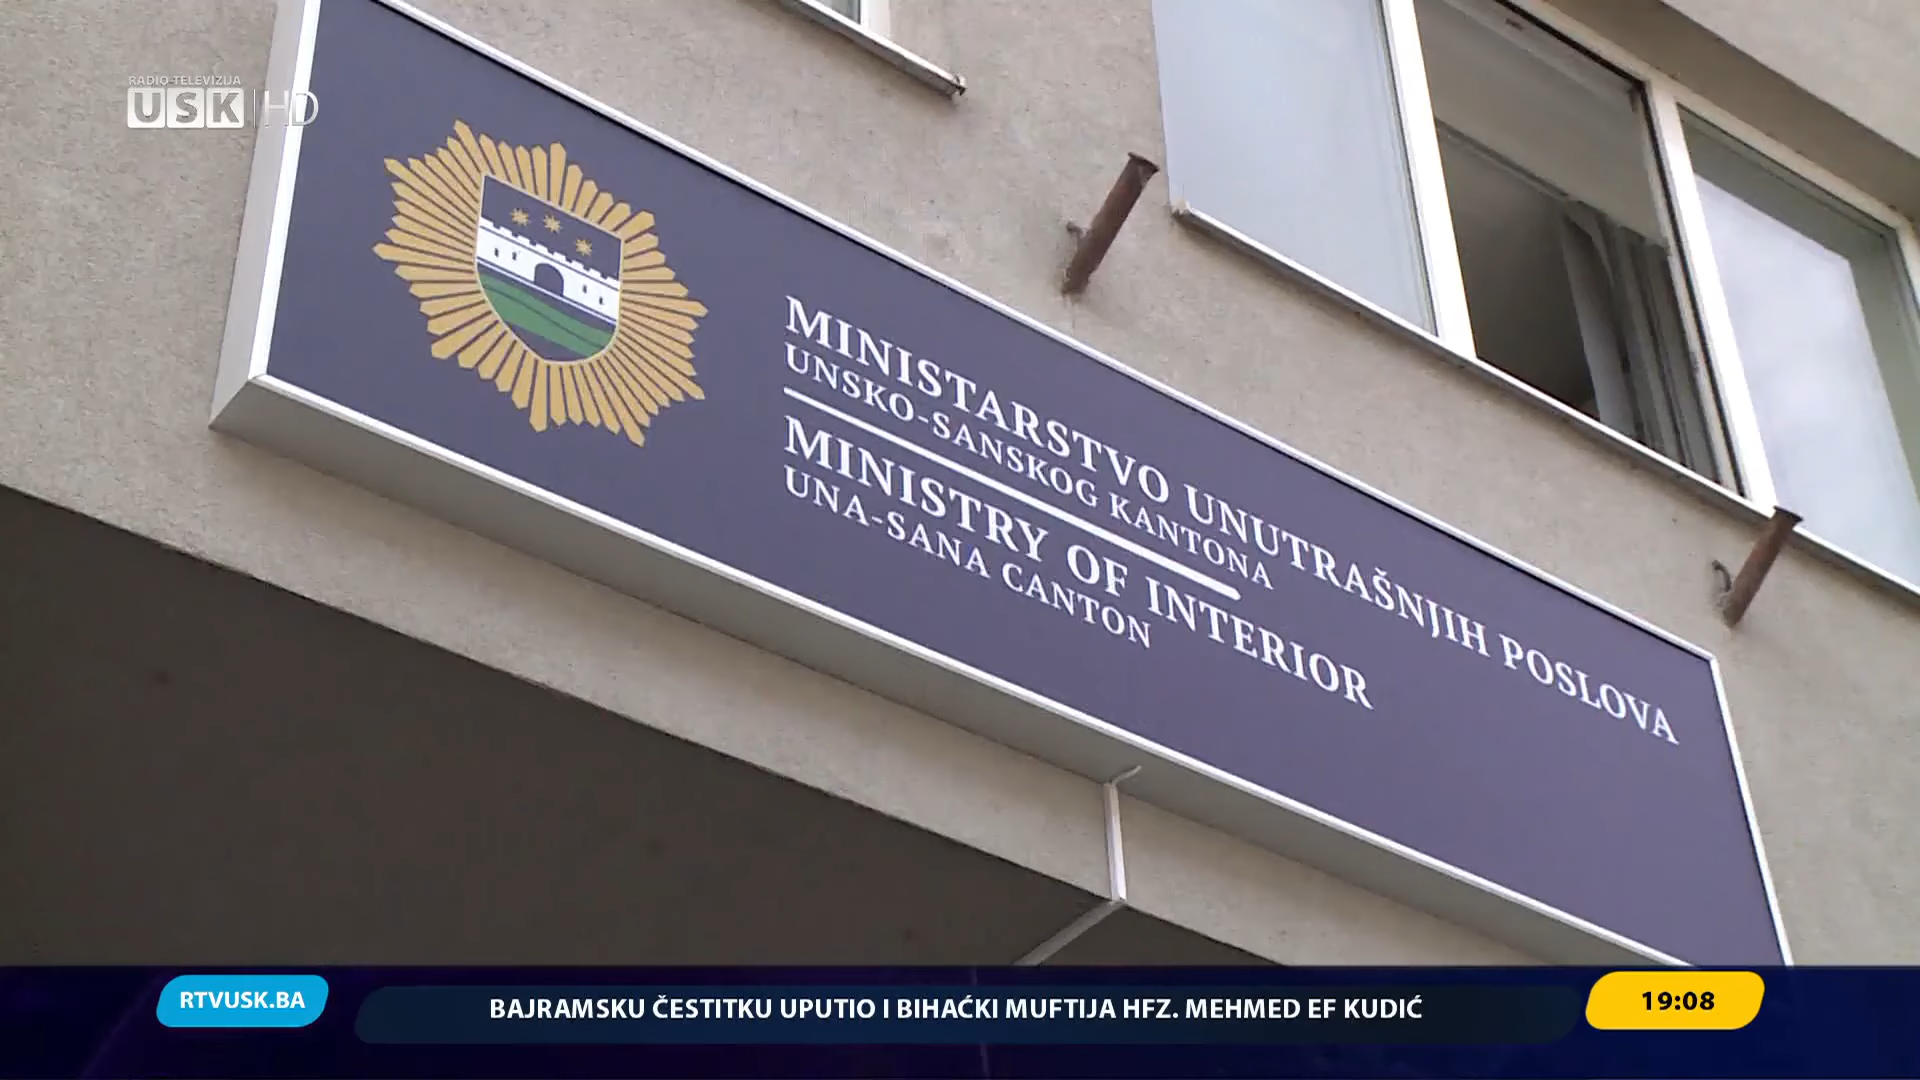 RADIO-TELEVIZIJA
USK HD
MINISTARSTVO UNUTRAŠNJIH POSLOVA
UNSKO-SANSKOG KANTONA
MINISTRY OF INTERIOR
UNA-SANA CANTON
RTVUSK.BA
BAJRAMSKU ČESTITKU UPUTIO I BIHAĆKI MUFTIJA HFZ. MEHMED EF KUDIĆ
19:08